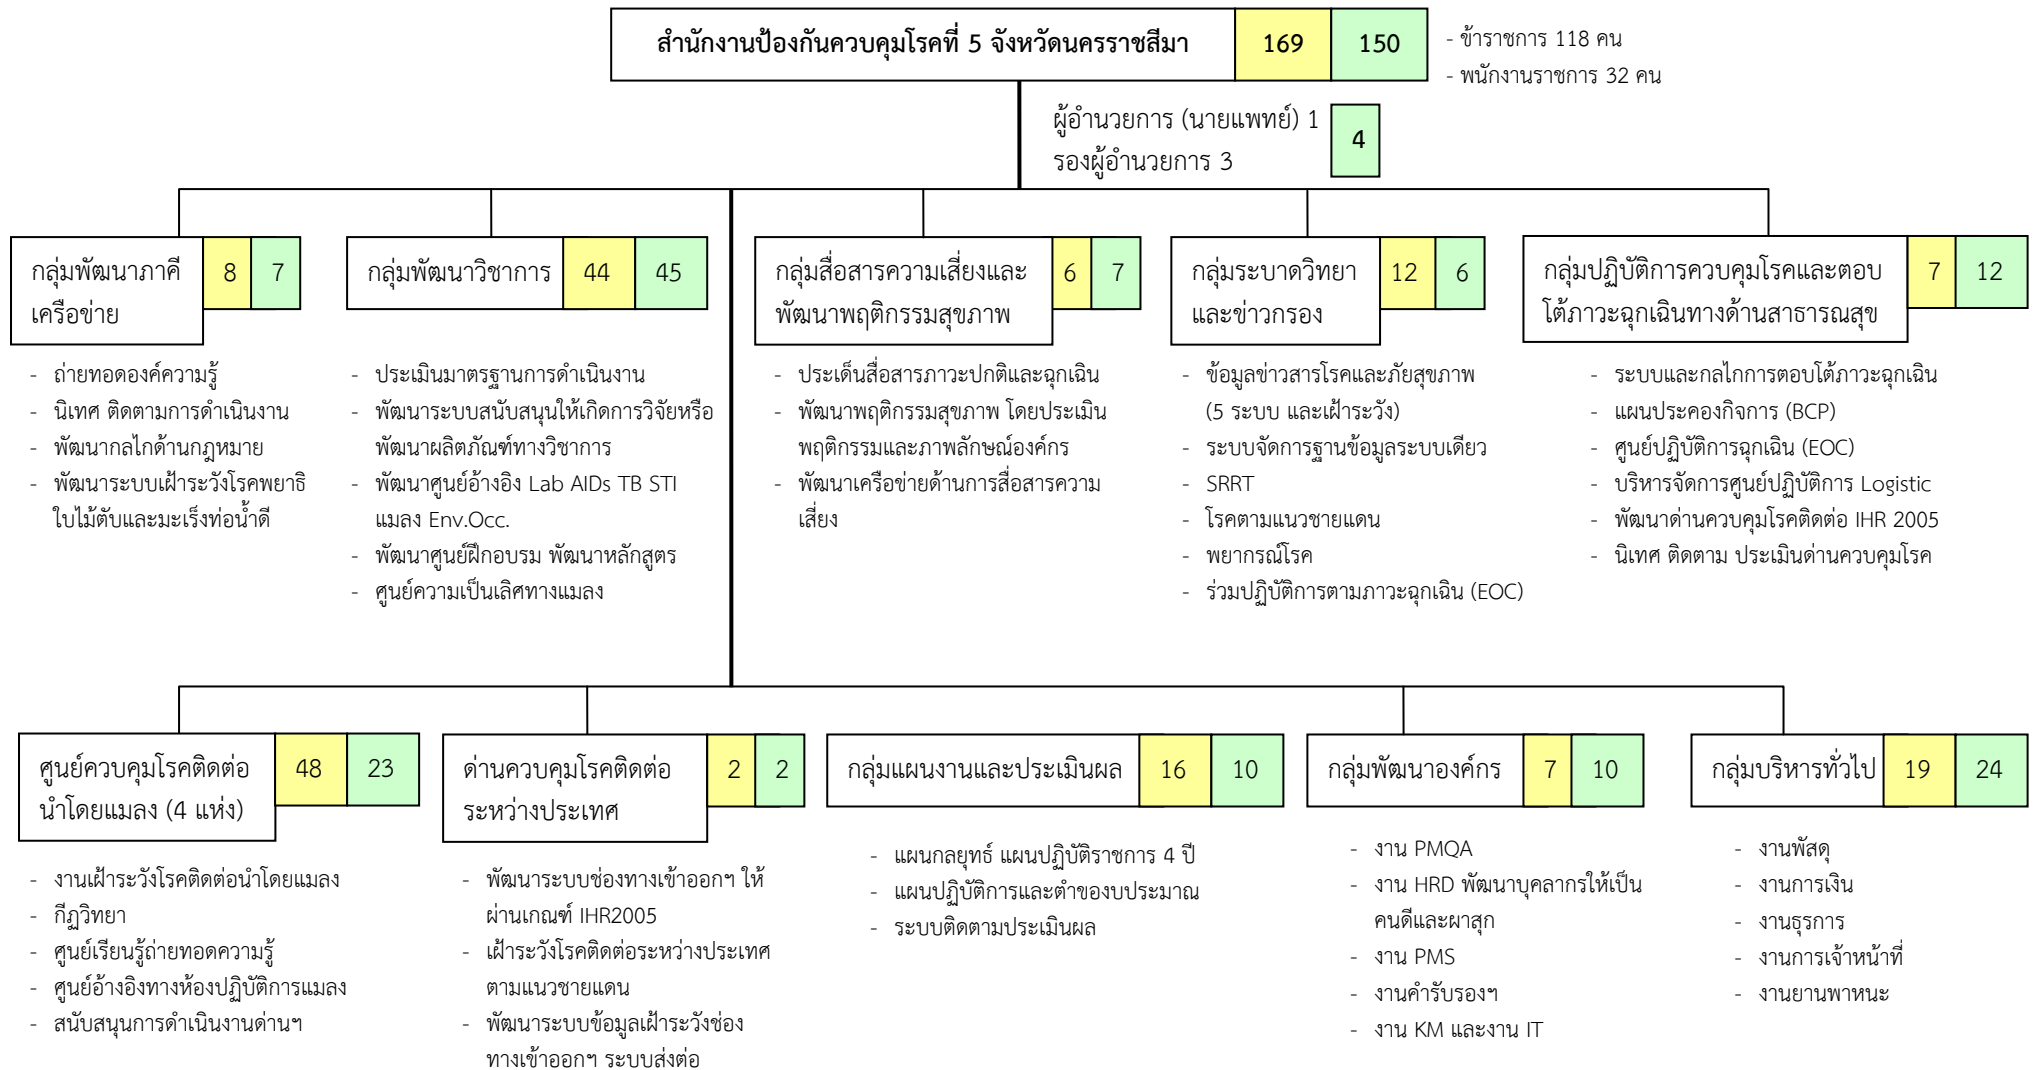 สำนักงานป้องกันควบคุมโรคที่ 5 จังหวัดนครราชสีมา 169 150
- ข้าราชการ 118 คน
- พนักงานราชการ 32 คน
ผู้อำนวยการ (นายแพทย์) 1
รองผู้อำนวยการ 3
4
กลุ่มพัฒนาภาคี
เครือข่าย
8 7
- ถ่ายทอดองค์ความรู้
- นิเทศ ติดตามการดำเนินงาน
- พัฒนากลไกด้านกฎหมาย
- พัฒนาระบบเฝ้าระวังโรคพยาธิ
ใบไม้ตับและมะเร็งท่อน้ำดี
กลุ่มพัฒนาวิชาการ 44 45
- ประเมินมาตรฐานการดำเนินงาน
- พัฒนาระบบสนับสนุนให้เกิดการวิจัยหรือ
พัฒนาผลิตภัณฑ์ทางวิชาการ
- พัฒนาศูนย์อ้างอิง Lab AIDs TB STI
แมลง Env.Occ.
- พัฒนาศูนย์ฝึกอบรม พัฒนาหลักสูตร
- ศูนย์ความเป็นเลิศทางแมลง
กลุ่มสื่อสารความเสี่ยงและ
พัฒนาพฤติกรรมสุขภาพ
6 7
- ประเด็นสื่อสารภาวะปกติและฉุกเฉิน
- พัฒนาพฤติกรรมสุขภาพ โดยประเมิน
พฤติกรรมและภาพลักษณ์องค์กร
- พัฒนาเครือข่ายด้านการสื่อสารความ
เสี่ยง
กลุ่มระบาดวิทยา
และข่าวกรอง
12 6
- ข้อมูลข่าวสารโรคและภัยสุขภาพ
(5 ระบบ และเฝ้าระวัง)
- ระบบจัดการฐานข้อมูลระบบเดียว
- SRRT
- โรคตามแนวชายแดน
- พยากรณ์โรค
- ร่วมปฏิบัติการตามภาวะฉุกเฉิน (EOC)
กลุ่มปฏิบัติการควบคุมโรคและตอบ
โต้ภาวะฉุกเฉินทางด้านสาธารณสุข
7 12
- ระบบและกลไกการตอบโต้ภาวะฉุกเฉิน
- แผนประคองกิจการ (BCP)
- ศูนย์ปฏิบัติการฉุกเฉิน (EOC)
- บริหารจัดการศูนย์ปฏิบัติการ Logistic
- พัฒนาด่านควบคุมโรคติดต่อ IHR 2005
- นิเทศ ติดตาม ประเมินด่านควบคุมโรค
ศูนย์ควบคุมโรคติดต่อ
นำโดยแมลง (4 แห่ง)
48 23
- งานเฝ้าระวังโรคติดต่อนำโดยแมลง
- กีฏวิทยา
- ศูนย์เรียนรู้ถ่ายทอดความรู้
- ศูนย์อ้างอิงทางห้องปฏิบัติการแมลง
- สนับสนุนการดำเนินงานด่านฯ
ด่านควบคุมโรคติดต่อ
ระหว่างประเทศ
2 2
- พัฒนาระบบช่องทางเข้าออกฯ ให้
ผ่านเกณฑ์ IHR2005
- เฝ้าระวังโรคติดต่อระหว่างประเทศ
ตามแนวชายแดน
- พัฒนาระบบข้อมูลเฝ้าระวังช่อง
ทางเข้าออกฯ ระบบส่งต่อ
กลุ่มแผนงานและประเมินผล 16 10
- แผนกลยุทธ์ แผนปฏิบัติราชการ 4 ปี
- แผนปฏิบัติการและตำของบประมาณ
- ระบบติดตามประเมินผล
กลุ่มพัฒนาองค์กร 7 10
- งาน PMQA
- งาน HRD พัฒนาบุคลากรให้เป็น
คนดีและผาสุก
- งาน PMS
- งานคำรับรองฯ
- งาน KM และงาน IT
กลุ่มบริหารทั่วไป 19 24
- งานพัสดุ
- งานการเงิน
- งานธุรการ
- งานการเจ้าหน้าที่
- งานยานพาหนะ